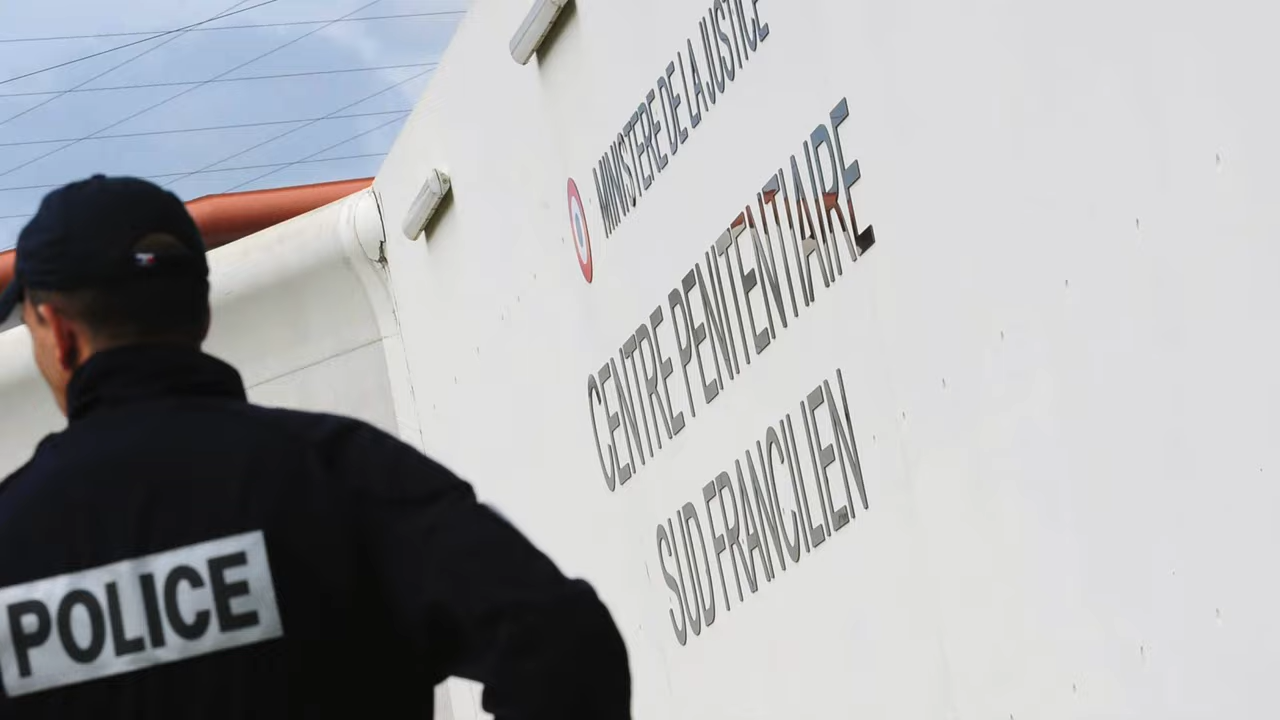 MINISTERE DE LA JUSTICE
CENTRE PENITENTIAIRE
SUD FRANCILIEN
POLICE